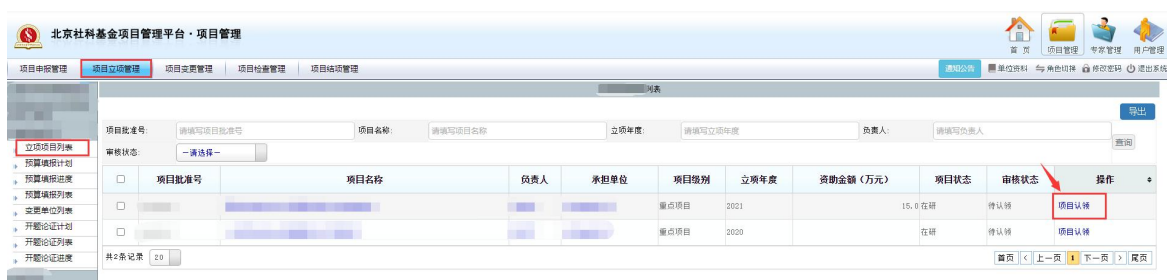 北京社科基金项目管理平台·项目管理
首 页 项目管理 专家管理 用户管理
项目申报管理 项目立项管理 项目变更管理 项目检查管理 项目结项管理 通知公告 单位资料 角色切换 修改密码 退出系统
列表
导出
项目批准号: 请填写项目批准号 项目名称: 请填写项目名称 立项年度: 请填写立项年度 负责人: 请填写负责人
审核状态: -请选择- 查询
立项项目列表
预算填报计划
预算填报进度
预算填报列表
变更单位列表
开题论证计划
开题论证列表
开题论证进度
项目批准号 项目名称 负责人 承担单位 项目级别 立项年度 资助金额（万元） 项目状态 审核状态 操作
重点项目 2021 15.0 在研 待认领 项目认领
重点项目 2020 在研 待认领 项目认领
共2条记录 20 首页 < 上一页 1 下一页 > 尾页